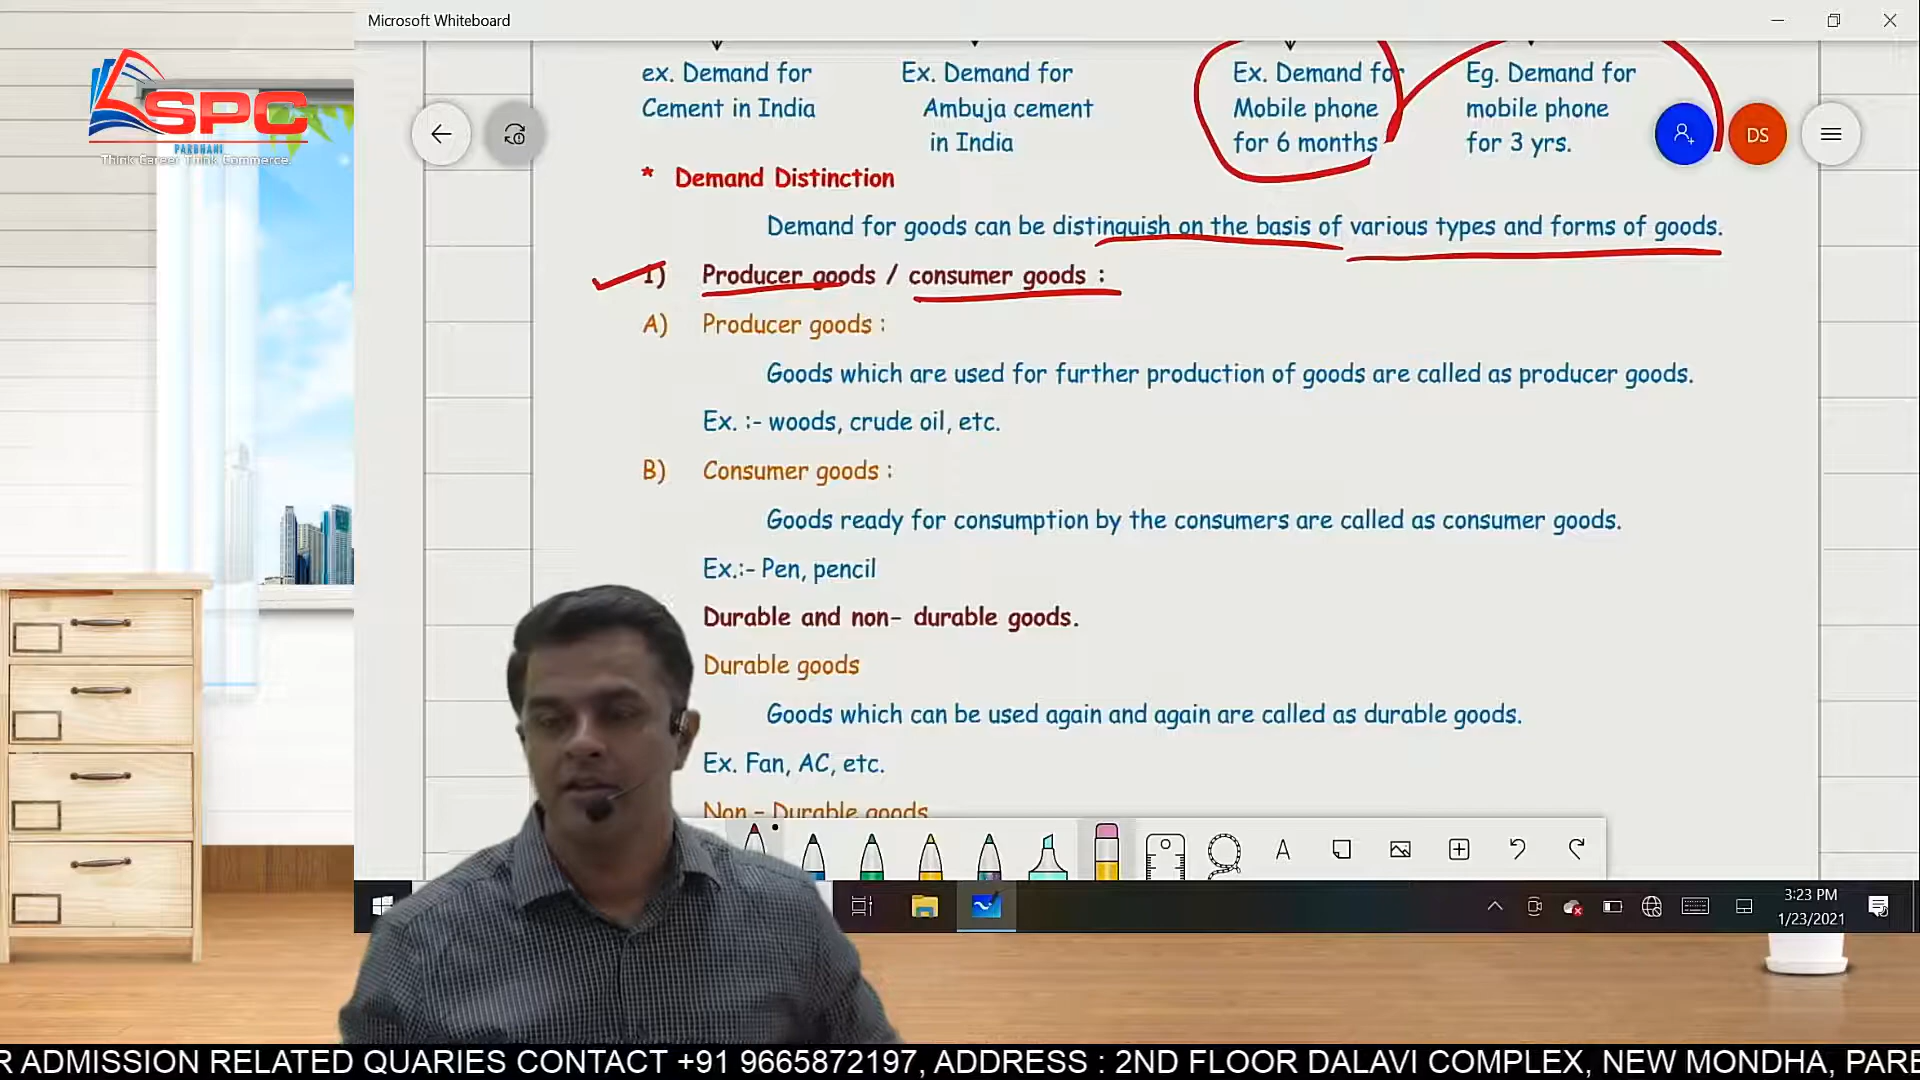 Microsoft Whiteboard
SPC
PARBHANI
Think Career Think Commerce.
ex. Demand for
Cement in India
Ex. Demand for
Ambuja cement
in India
Ex. Demand for
Mobile phone
for 6 months
Eg. Demand for
mobile phone
for 3 yrs.
DS
* Demand Distinction
Demand for goods can be distinguish on the basis of various types and forms of goods.
1) Producer goods / consumer goods :
A) Producer goods :
Goods which are used for further production of goods are called as producer goods.
Ex. :- woods, crude oil, etc.
B) Consumer goods :
Goods ready for consumption by the consumers are called as consumer goods.
Ex.:- Pen, pencil
Durable and non- durable goods.
Durable goods
Goods which can be used again and again are called as durable goods.
Ex. Fan, AC, etc.
Non - Durable goods
3:23 PM
1/23/2021
R ADMISSION RELATED QUARIES CONTACT +91 9665872197, ADDRESS : 2ND FLOOR DALAVI COMPLEX, NEW MONDHA, PARB